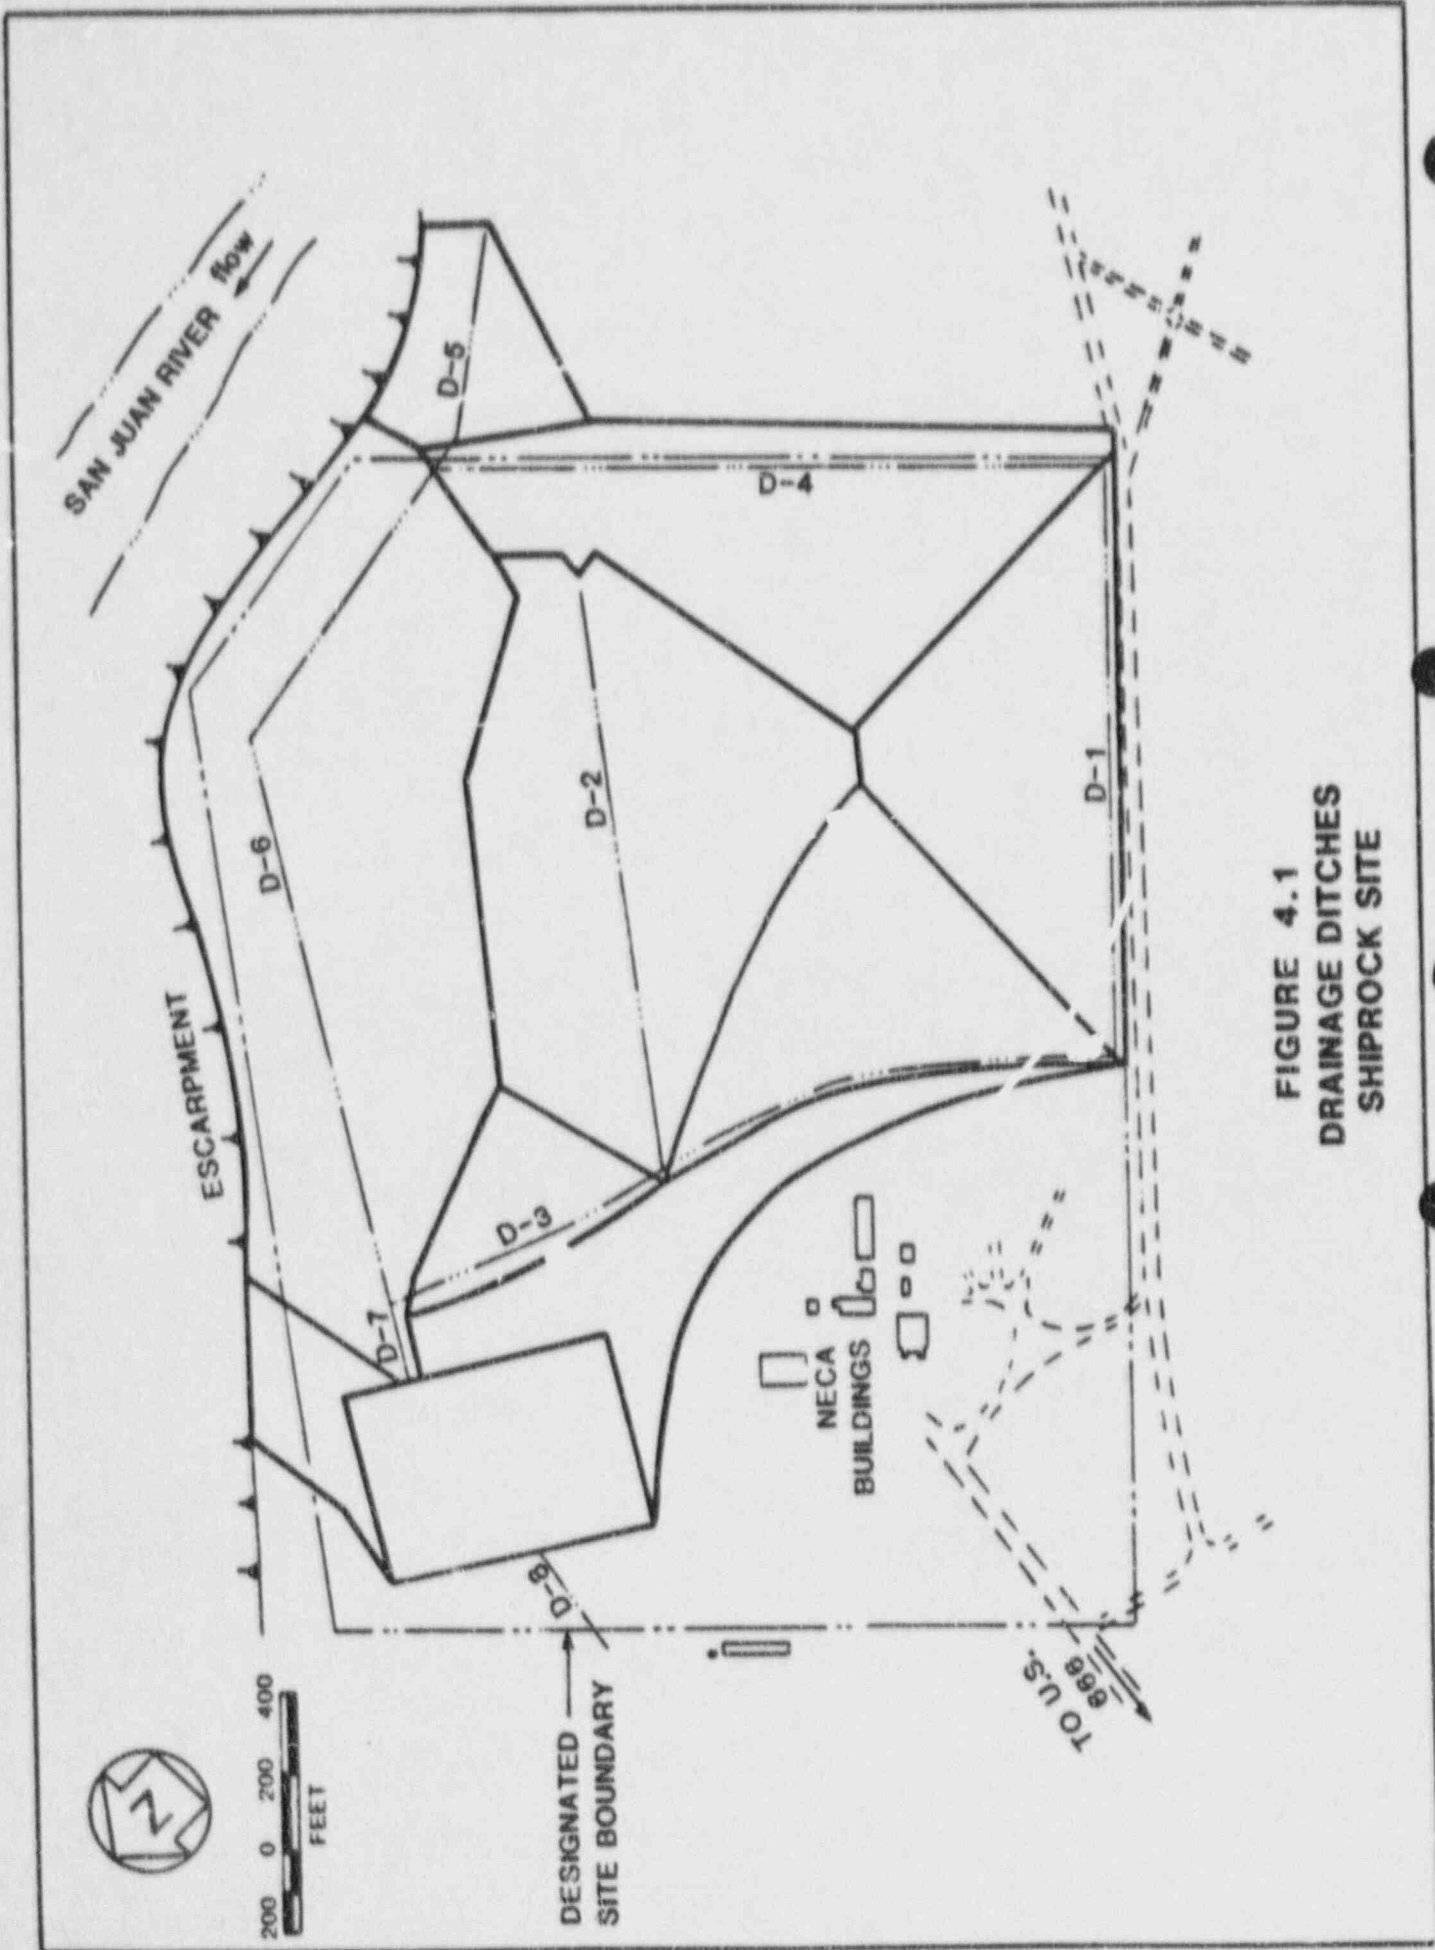 SAN JUAN RIVER
flow
D-5
D-4
D-6
D-2
D-1
ESCARPMENT
D-3
D-7
NECA
BUILDINGS
D-8
DESIGNATED
SITE BOUNDARY
TO U.S.
666
N
200 0 200 400
FEET
FIGURE 4.1
DRAINAGE DITCHES
SHIPROCK SITE